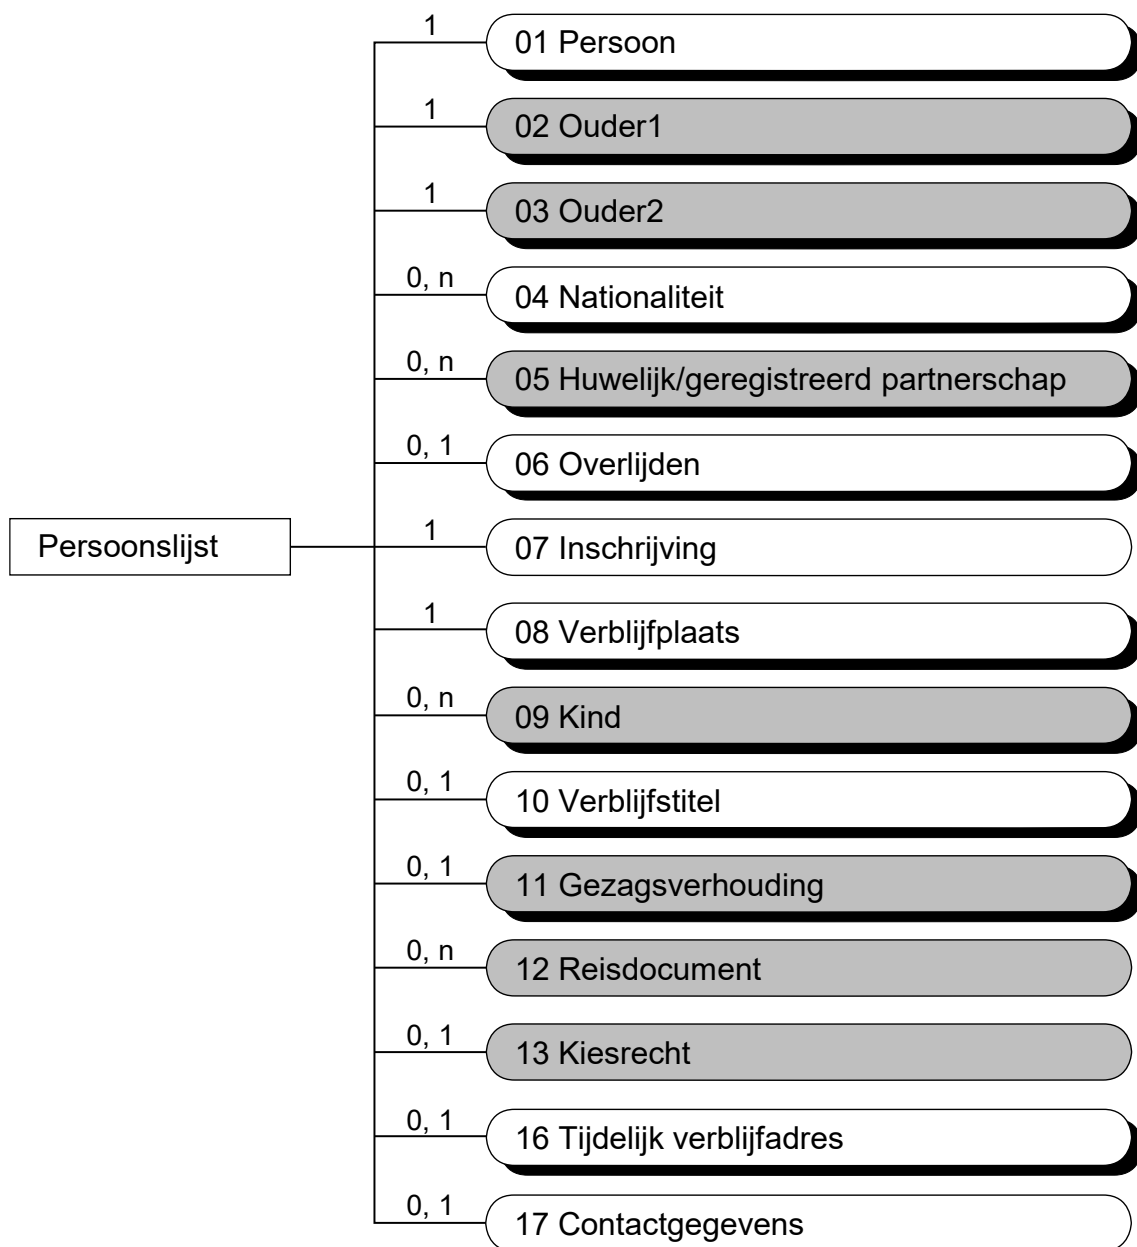 1
01 Persoon
1
02 Ouder1
1
03 Ouder2
0, n
04 Nationaliteit
0, n
05 Huwelijk/geregistreerd partnerschap
0, 1
06 Overlijden
Persoonslijst
1
07 Inschrijving
1
08 Verblijfplaats
0, n
09 Kind
0, 1
10 Verblijfstitel
0, 1
11 Gezagsverhouding
0, n
12 Reisdocument
0, 1
13 Kiesrecht
0, 1
16 Tijdelijk verblijfadres
0, 1
17 Contactgegevens